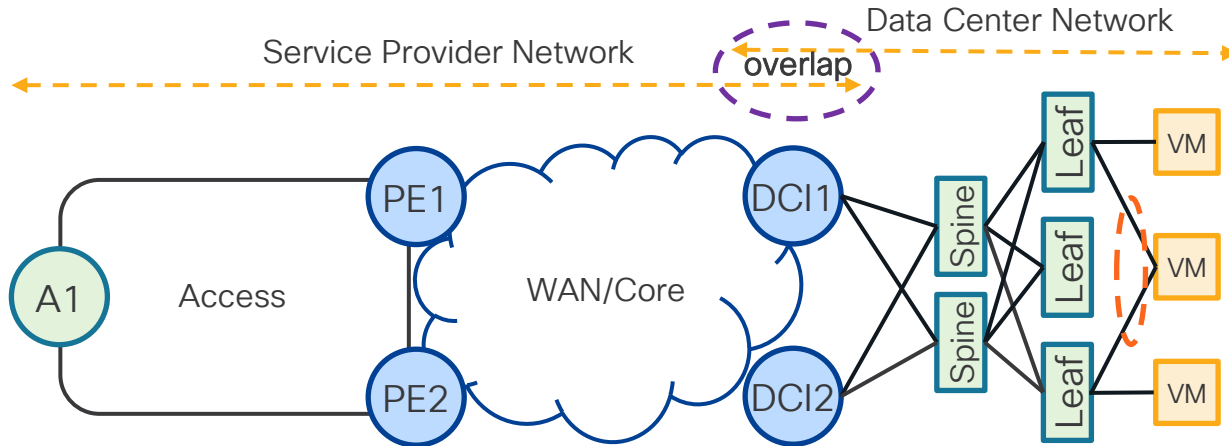 Data Center Network
Service Provider Network
overlap
Leaf
VM
PE1
DCI1
Spine
A1
Access
WAN/Core
Leaf
VM
Spine
PE2
DCI2
Leaf
VM